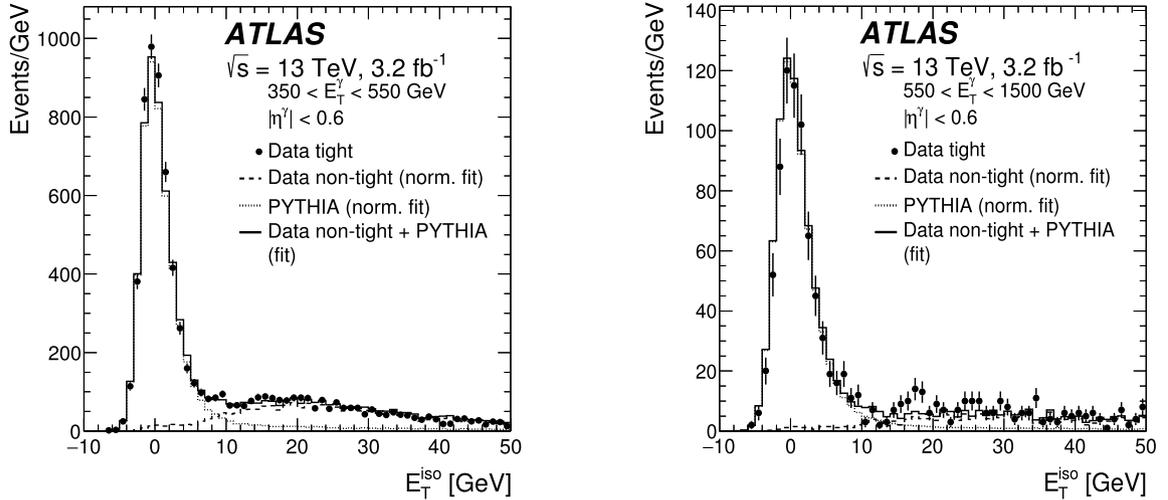 Events/GeV
1000
800
600
400
200
0
−10 0 10 20 30 40 50
E_T^iso [GeV]
ATLAS
√s = 13 TeV, 3.2 fb⁻¹
350 < E_T^γ < 550 GeV
|η^γ| < 0.6
Data tight
Data non-tight (norm. fit)
PYTHIA (norm. fit)
Data non-tight + PYTHIA
(fit)
Events/GeV
140
120
100
80
60
40
20
0
−10 0 10 20 30 40 50
E_T^iso [GeV]
ATLAS
√s = 13 TeV, 3.2 fb⁻¹
550 < E_T^γ < 1500 GeV
|η^γ| < 0.6
Data tight
Data non-tight (norm. fit)
PYTHIA (norm. fit)
Data non-tight + PYTHIA
(fit)